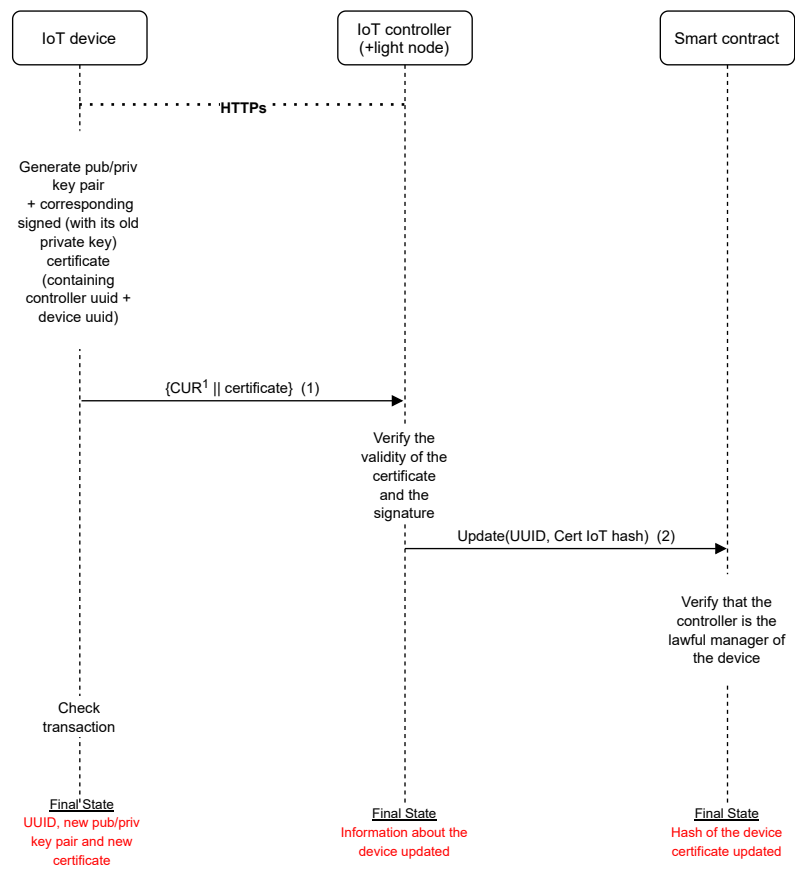 IoT device
IoT controller
(+light node)
Smart contract
HTTPs
Generate pub/priv
key pair
+ corresponding
signed (with its old
private key)
certificate
(containing
controller uuid +
device uuid)
{CUR¹ || certificate}  (1)
Verify the
validity of the
certificate
and the
signature
Update(UUID, Cert IoT hash)  (2)
Verify that the
controller is the
lawful manager of
the device
Check
transaction
Final State
UUID, new pub/priv
key pair and new
certificate
Final State
Information about the
device updated
Final State
Hash of the device
certificate updated